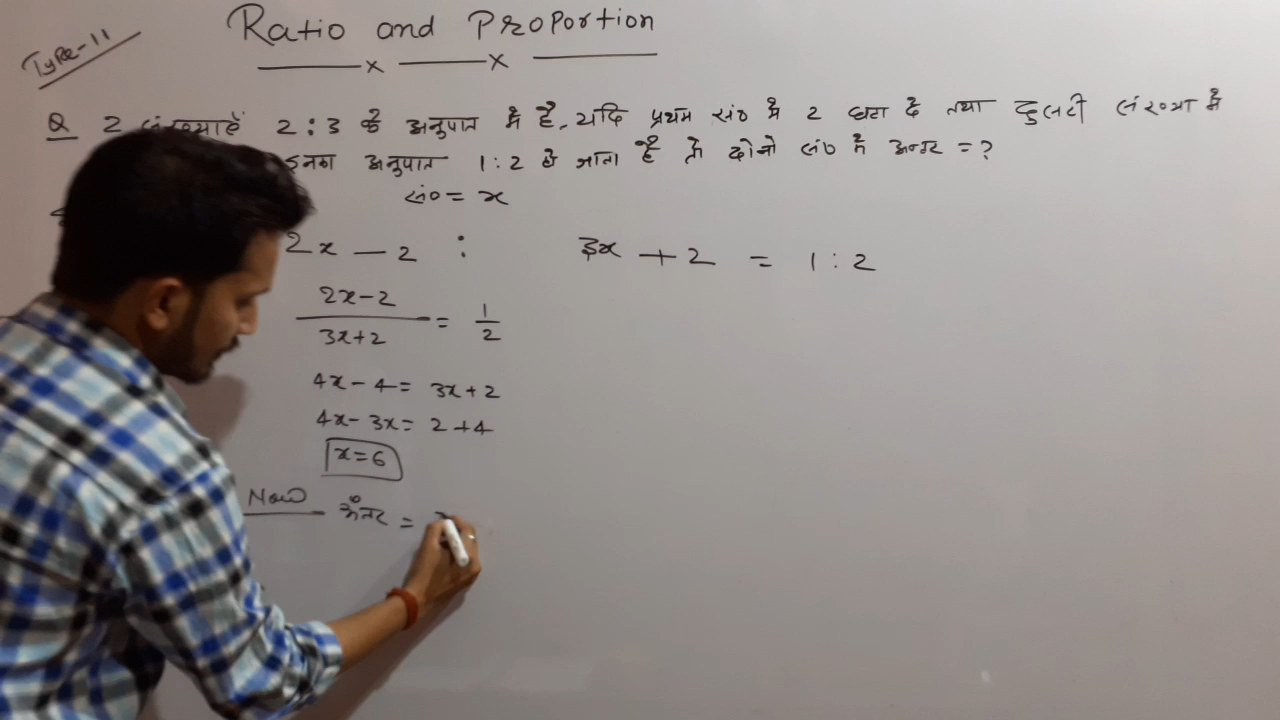 Type-11
Ratio and Proportion
Q 2 संख्याएँ 2:3 के अनुपात में है, यदि प्रथम सं० में 2 घटा दे तथा दुसरी संख्या में
इनका अनुपात 1:2 हो जाता है तो दोनो सं० में अन्तर = ?
सं० = x
2x - 2 : 3x + 2 = 1 : 2
2x-2/3x+2 = 1/2
4x - 4 = 3x + 2
4x - 3x = 2 + 4
x = 6
Now अंतर =